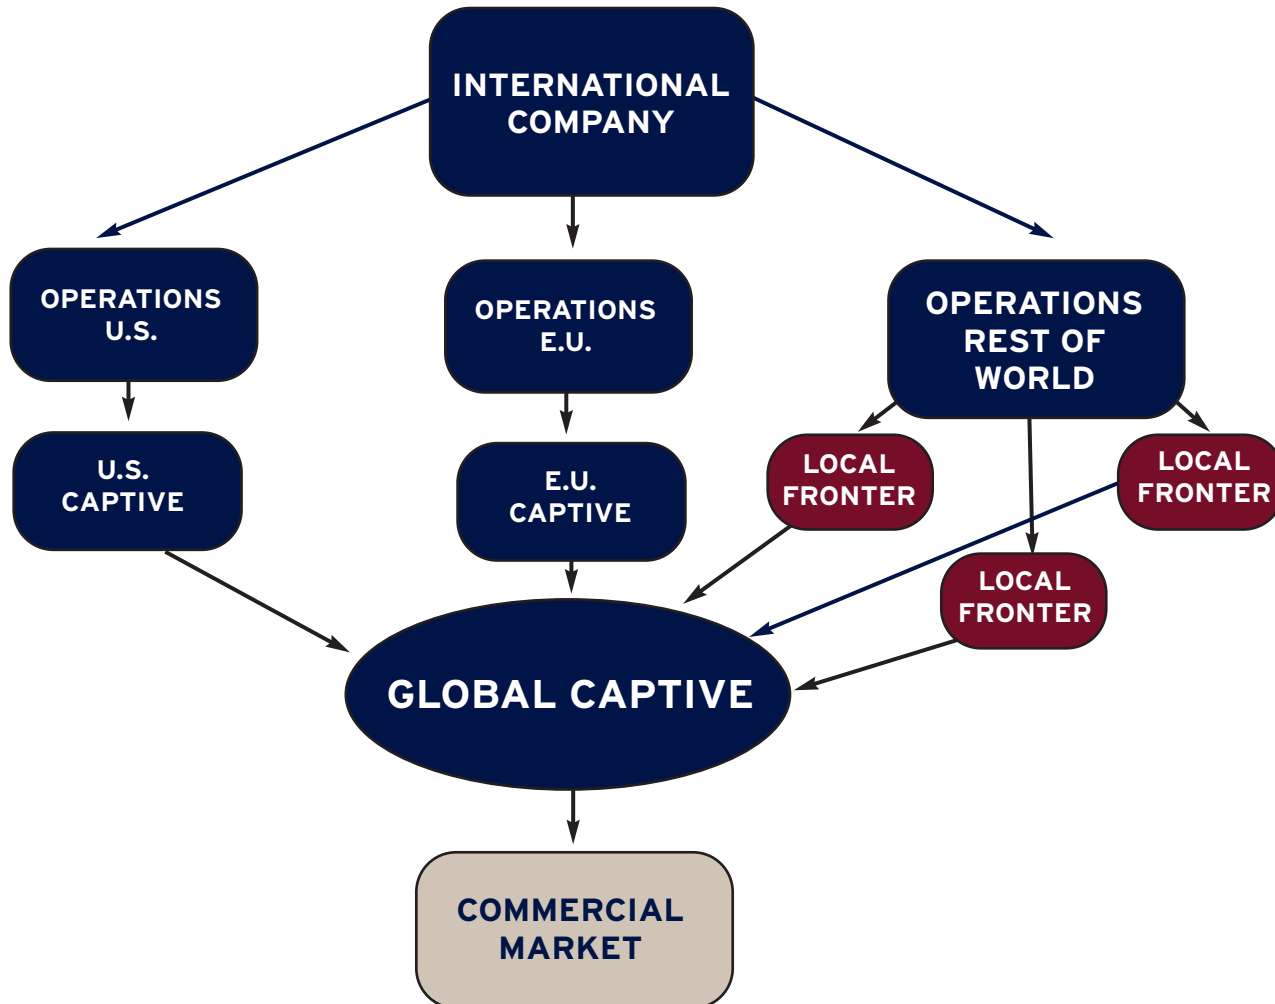 INTERNATIONAL
COMPANY
OPERATIONS
U.S.
OPERATIONS
E.U.
OPERATIONS
REST OF
WORLD
U.S.
CAPTIVE
E.U.
CAPTIVE
LOCAL
FRONTER
LOCAL
FRONTER
LOCAL
FRONTER
GLOBAL CAPTIVE
COMMERCIAL
MARKET